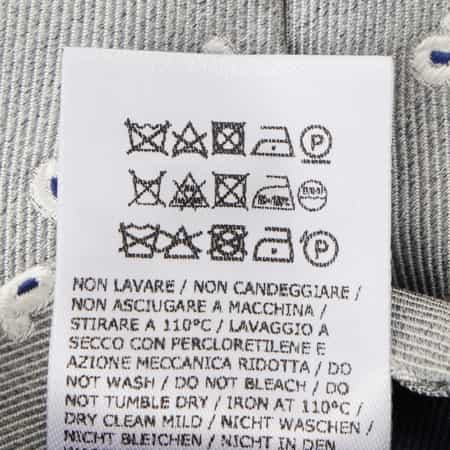 P
P
NON LAVARE / NON CANDEGGIARE /
NON ASCIUGARE A MACCHINA /
STIRARE A 110°C / LAVAGGIO A
SECCO CON PERCLORETILENE E
AZIONE MECCANICA RIDOTTA / DO
NOT WASH / DO NOT BLEACH / DO
NOT TUMBLE DRY / IRON AT 110°C /
DRY CLEAN MILD / NICHT WASCHEN /
NICHT BLEICHEN / NICHT IN DEN